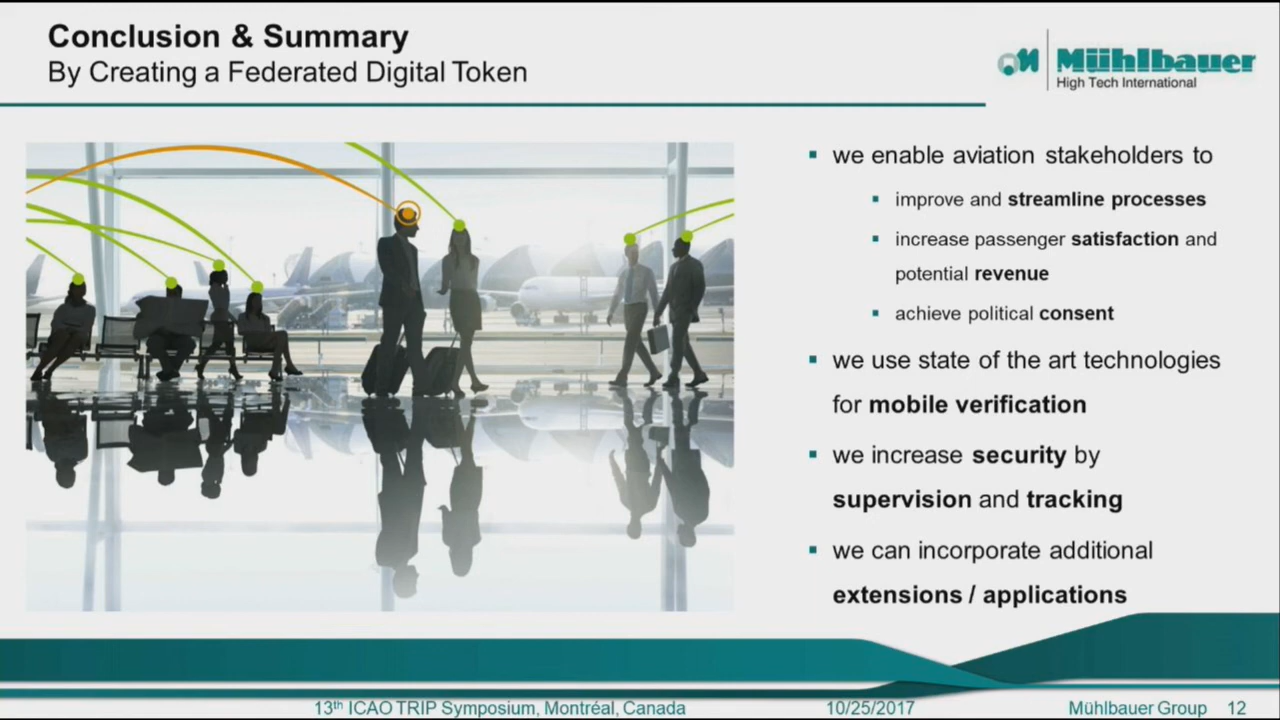 Conclusion & Summary
By Creating a Federated Digital Token
Mühlbauer
High Tech International
we enable aviation stakeholders to
improve and streamline processes
increase passenger satisfaction and
potential revenue
achieve political consent
we use state of the art technologies
for mobile verification
we increase security by
supervision and tracking
we can incorporate additional
extensions / applications
13th ICAO TRIP Symposium, Montréal, Canada
10/25/2017
Mühlbauer Group 12